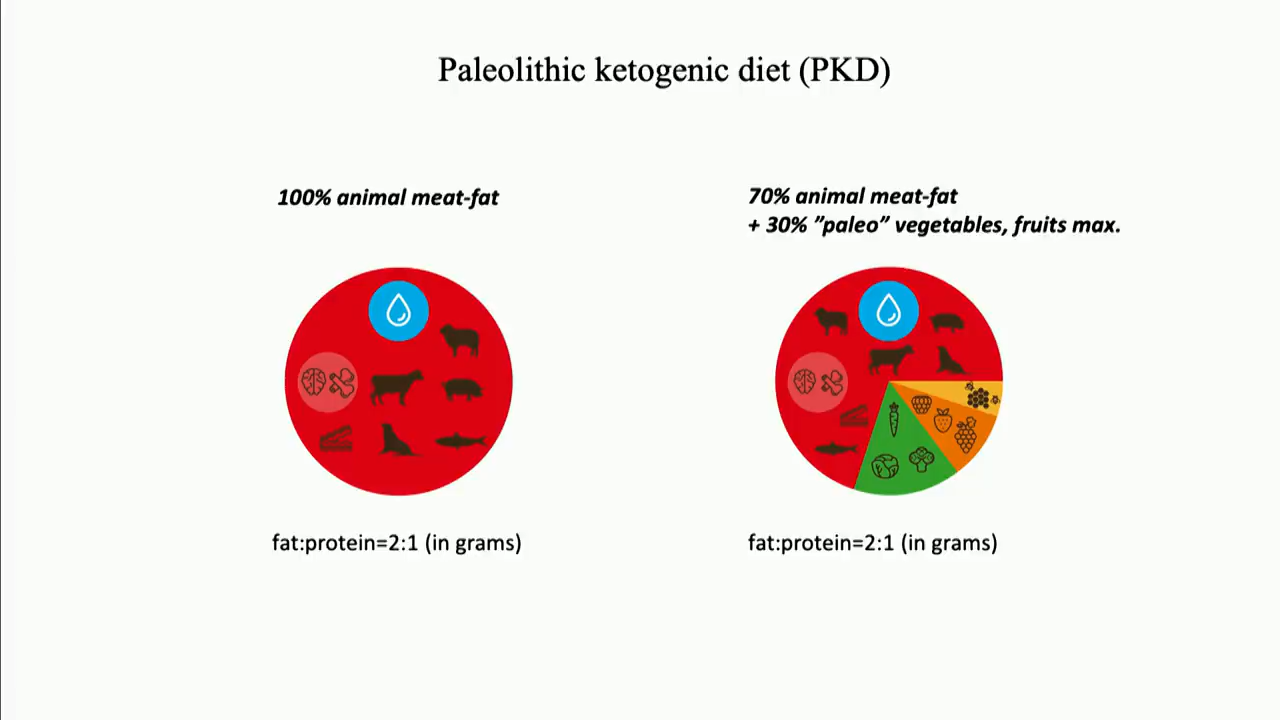 Paleolithic ketogenic diet (PKD)
100% animal meat-fat
70% animal meat-fat
+ 30% ”paleo” vegetables, fruits max.
fat:protein=2:1 (in grams)
fat:protein=2:1 (in grams)